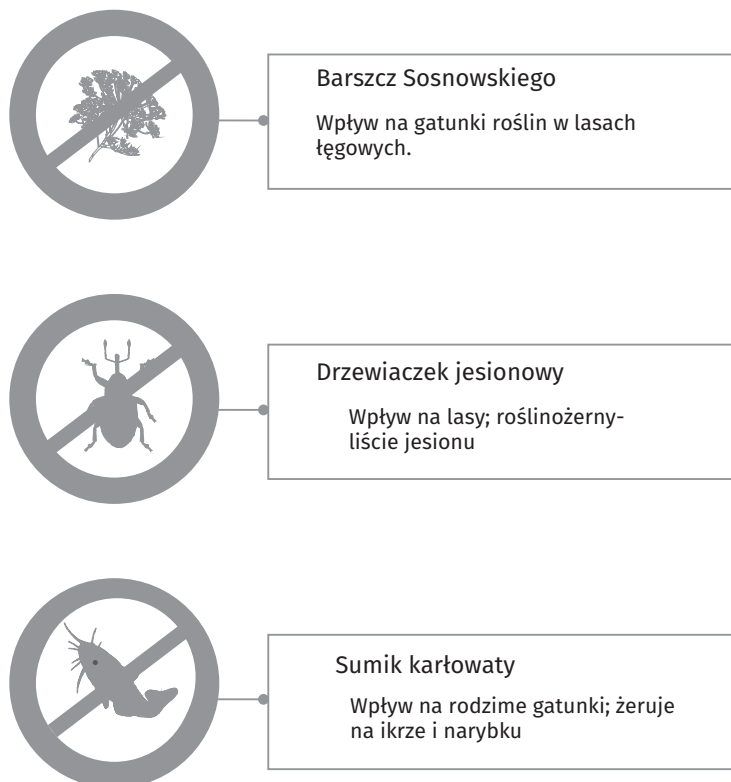 Barszcz Sosnowskiego
Wpływ na gatunki roślin w lasach
łęgowych.
Drzewiaczek jesionowy
Wpływ na lasy; roślinożerny-
liście jesionu
Sumik karłowaty
Wpływ na rodzime gatunki; żeruje
na ikrze i narybku